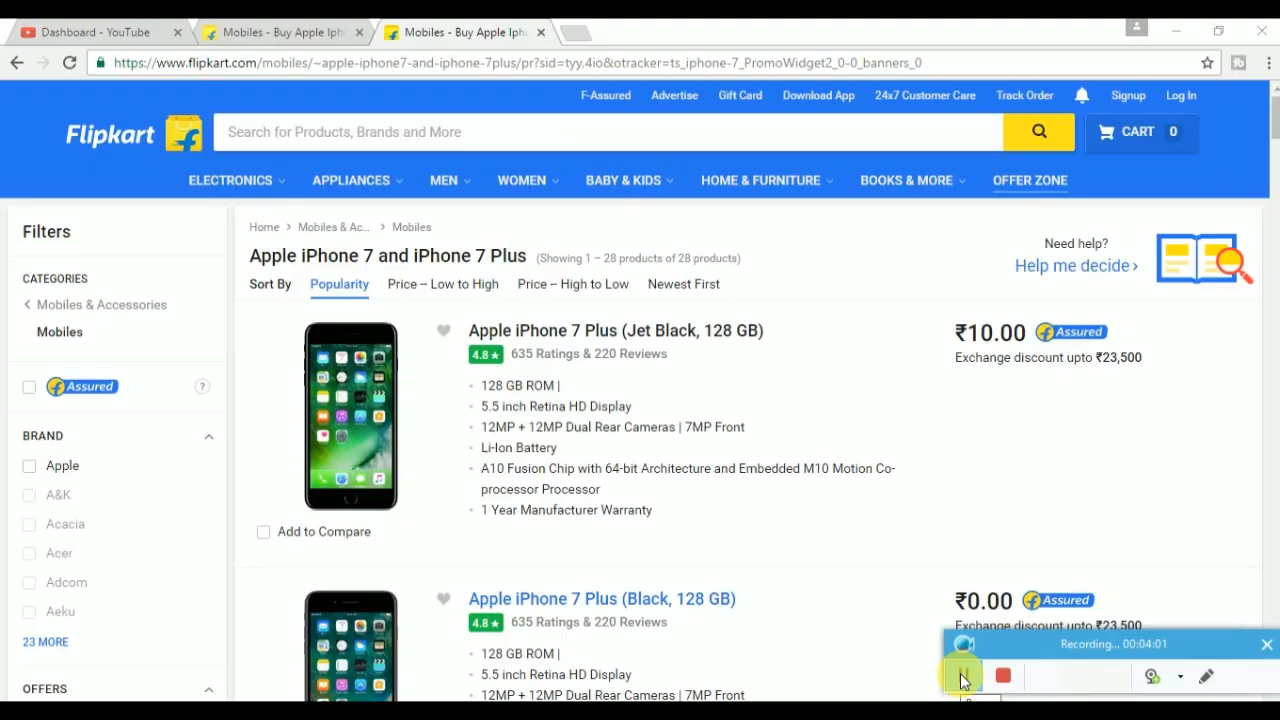 Dashboard - YouTube
Mobiles - Buy Apple Iph
Mobiles - Buy Apple Iph
https://www.flipkart.com/mobiles/~apple-iphone7-and-iphone-7plus/pr?sid=tyy,4io&otracker=ts_iphone-7_PromoWidget2_0-0_banners_0
F-Assured Advertise Gift Card Download App 24x7 Customer Care Track Order Signup Log In
Flipkart
Search for Products, Brands and More
CART 0
ELECTRONICS APPLIANCES MEN WOMEN BABY & KIDS HOME & FURNITURE BOOKS & MORE OFFER ZONE
Filters
CATEGORIES
Mobiles & Accessories
Mobiles
Assured ?
BRAND
Apple
A&K
Acacia
Acer
Adcom
Aeku
23 MORE
OFFERS
Home > Mobiles & Ac... > Mobiles
Apple iPhone 7 and iPhone 7 Plus (Showing 1 – 28 products of 28 products)
Sort By Popularity Price -- Low to High Price -- High to Low Newest First
Need help?
Help me decide >
Apple iPhone 7 Plus (Jet Black, 128 GB)
4.8 ★ 635 Ratings & 220 Reviews
128 GB ROM |
5.5 inch Retina HD Display
12MP + 12MP Dual Rear Cameras | 7MP Front
Li-Ion Battery
A10 Fusion Chip with 64-bit Architecture and Embedded M10 Motion Co-
processor Processor
1 Year Manufacturer Warranty
₹10.00 Assured
Exchange discount upto ₹23,500
Add to Compare
Apple iPhone 7 Plus (Black, 128 GB)
4.8 ★ 635 Ratings & 220 Reviews
128 GB ROM |
5.5 inch Retina HD Display
12MP + 12MP Dual Rear Cameras | 7MP Front
₹0.00 Assured
Exchange discount upto ₹23,500
Recording... 00:04:01